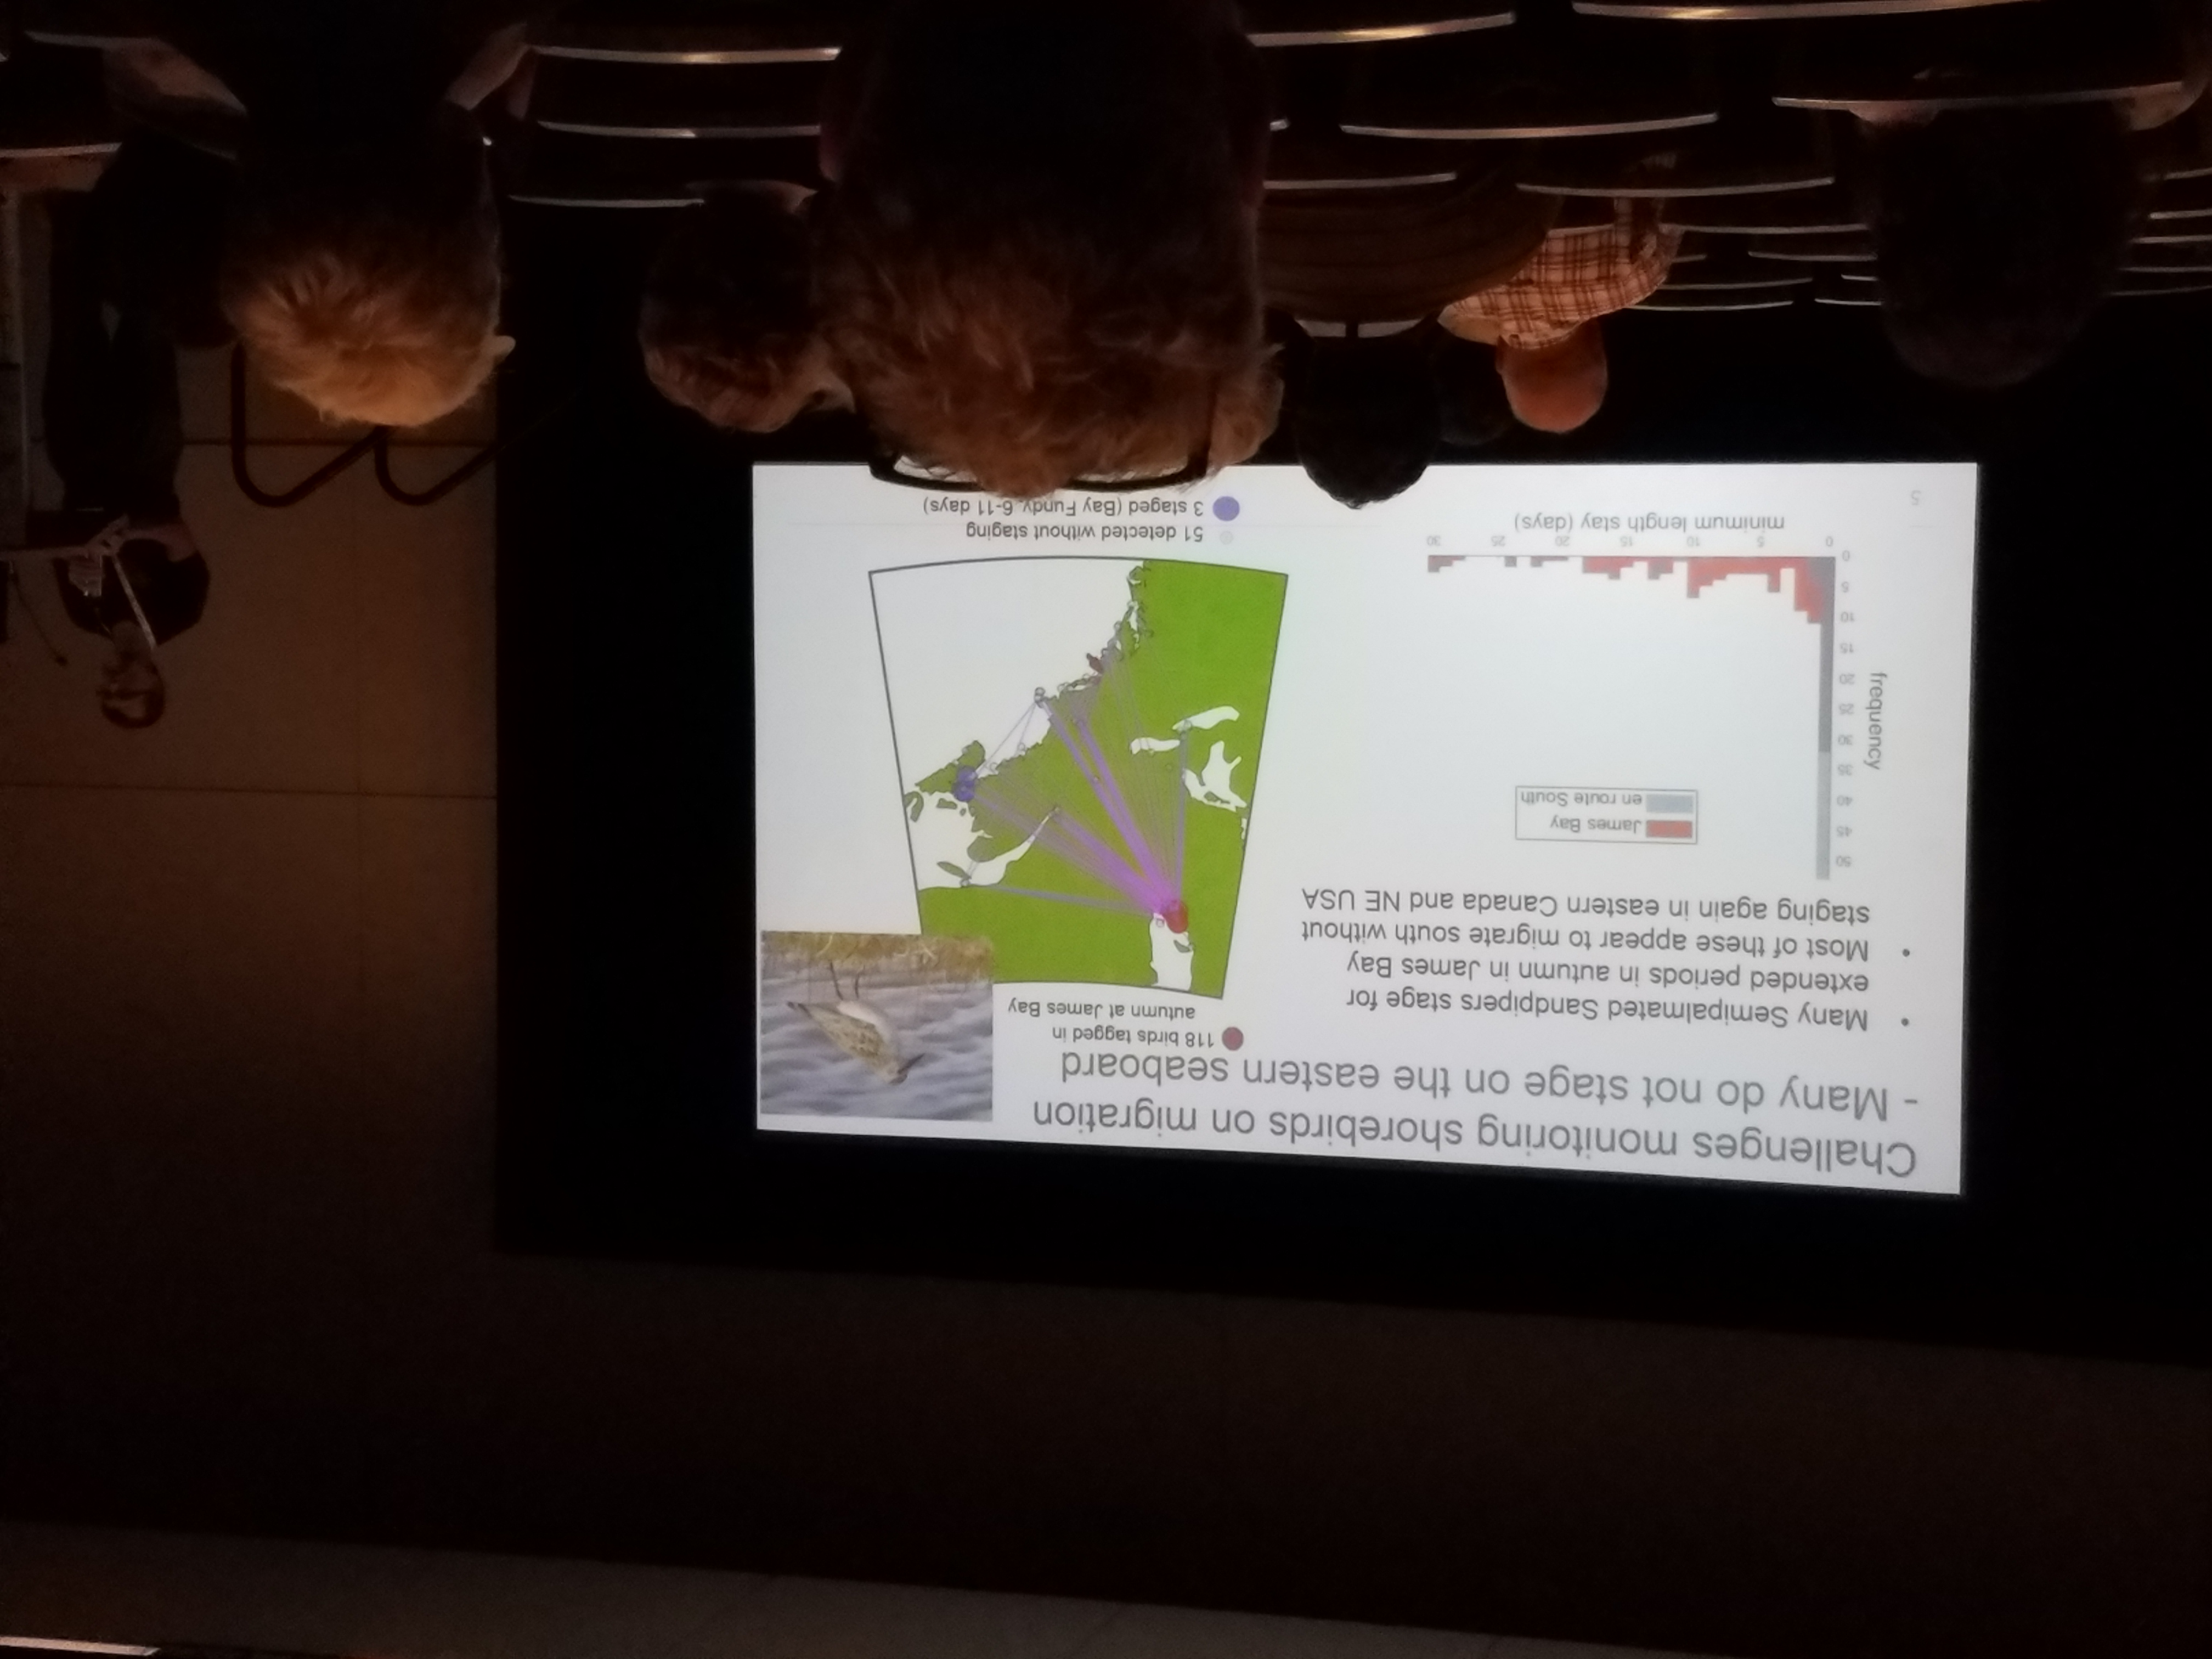 Challenges monitoring shorebirds on migration
- Many do not stage on the eastern seaboard
• Many Semipalmated Sandpipers stage for
extended periods in autumn in James Bay
• Most of these appear to migrate south without
staging again in eastern Canada and NE USA
118 birds tagged in
autumn at James Bay
James Bay
en route South
frequency
50
45
40
35
30
25
20
15
10
5
0
0 5 10 15 20 25 30
minimum length stay (days)
51 detected without staging
3 staged (Bay Fundy, 6-11 days)
5